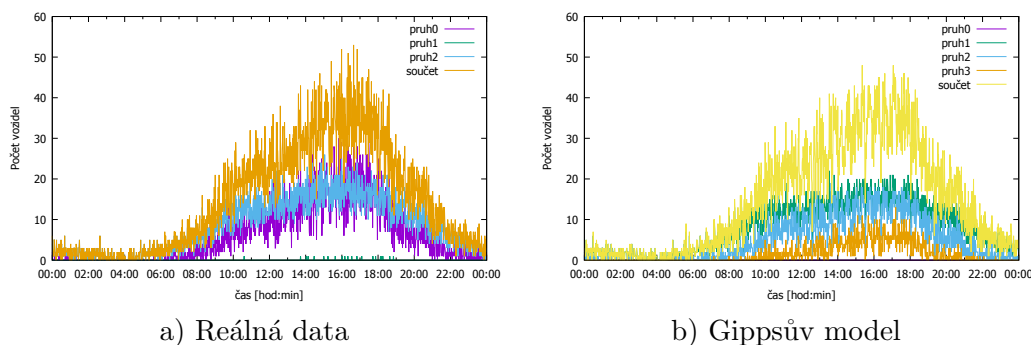 60
50
40
30
20
10
0
Počet vozidel
pruh0
pruh1
pruh2
součet
00:00 02:00 04:00 06:00 08:00 10:00 12:00 14:00 16:00 18:00 20:00 22:00 00:00
čas [hod:min]
a) Reálná data
60
50
40
30
20
10
0
Počet vozidel
pruh0
pruh1
pruh2
pruh3
součet
00:00 02:00 04:00 06:00 08:00 10:00 12:00 14:00 16:00 18:00 20:00 22:00 00:00
čas [hod:min]
b) Gippsův model